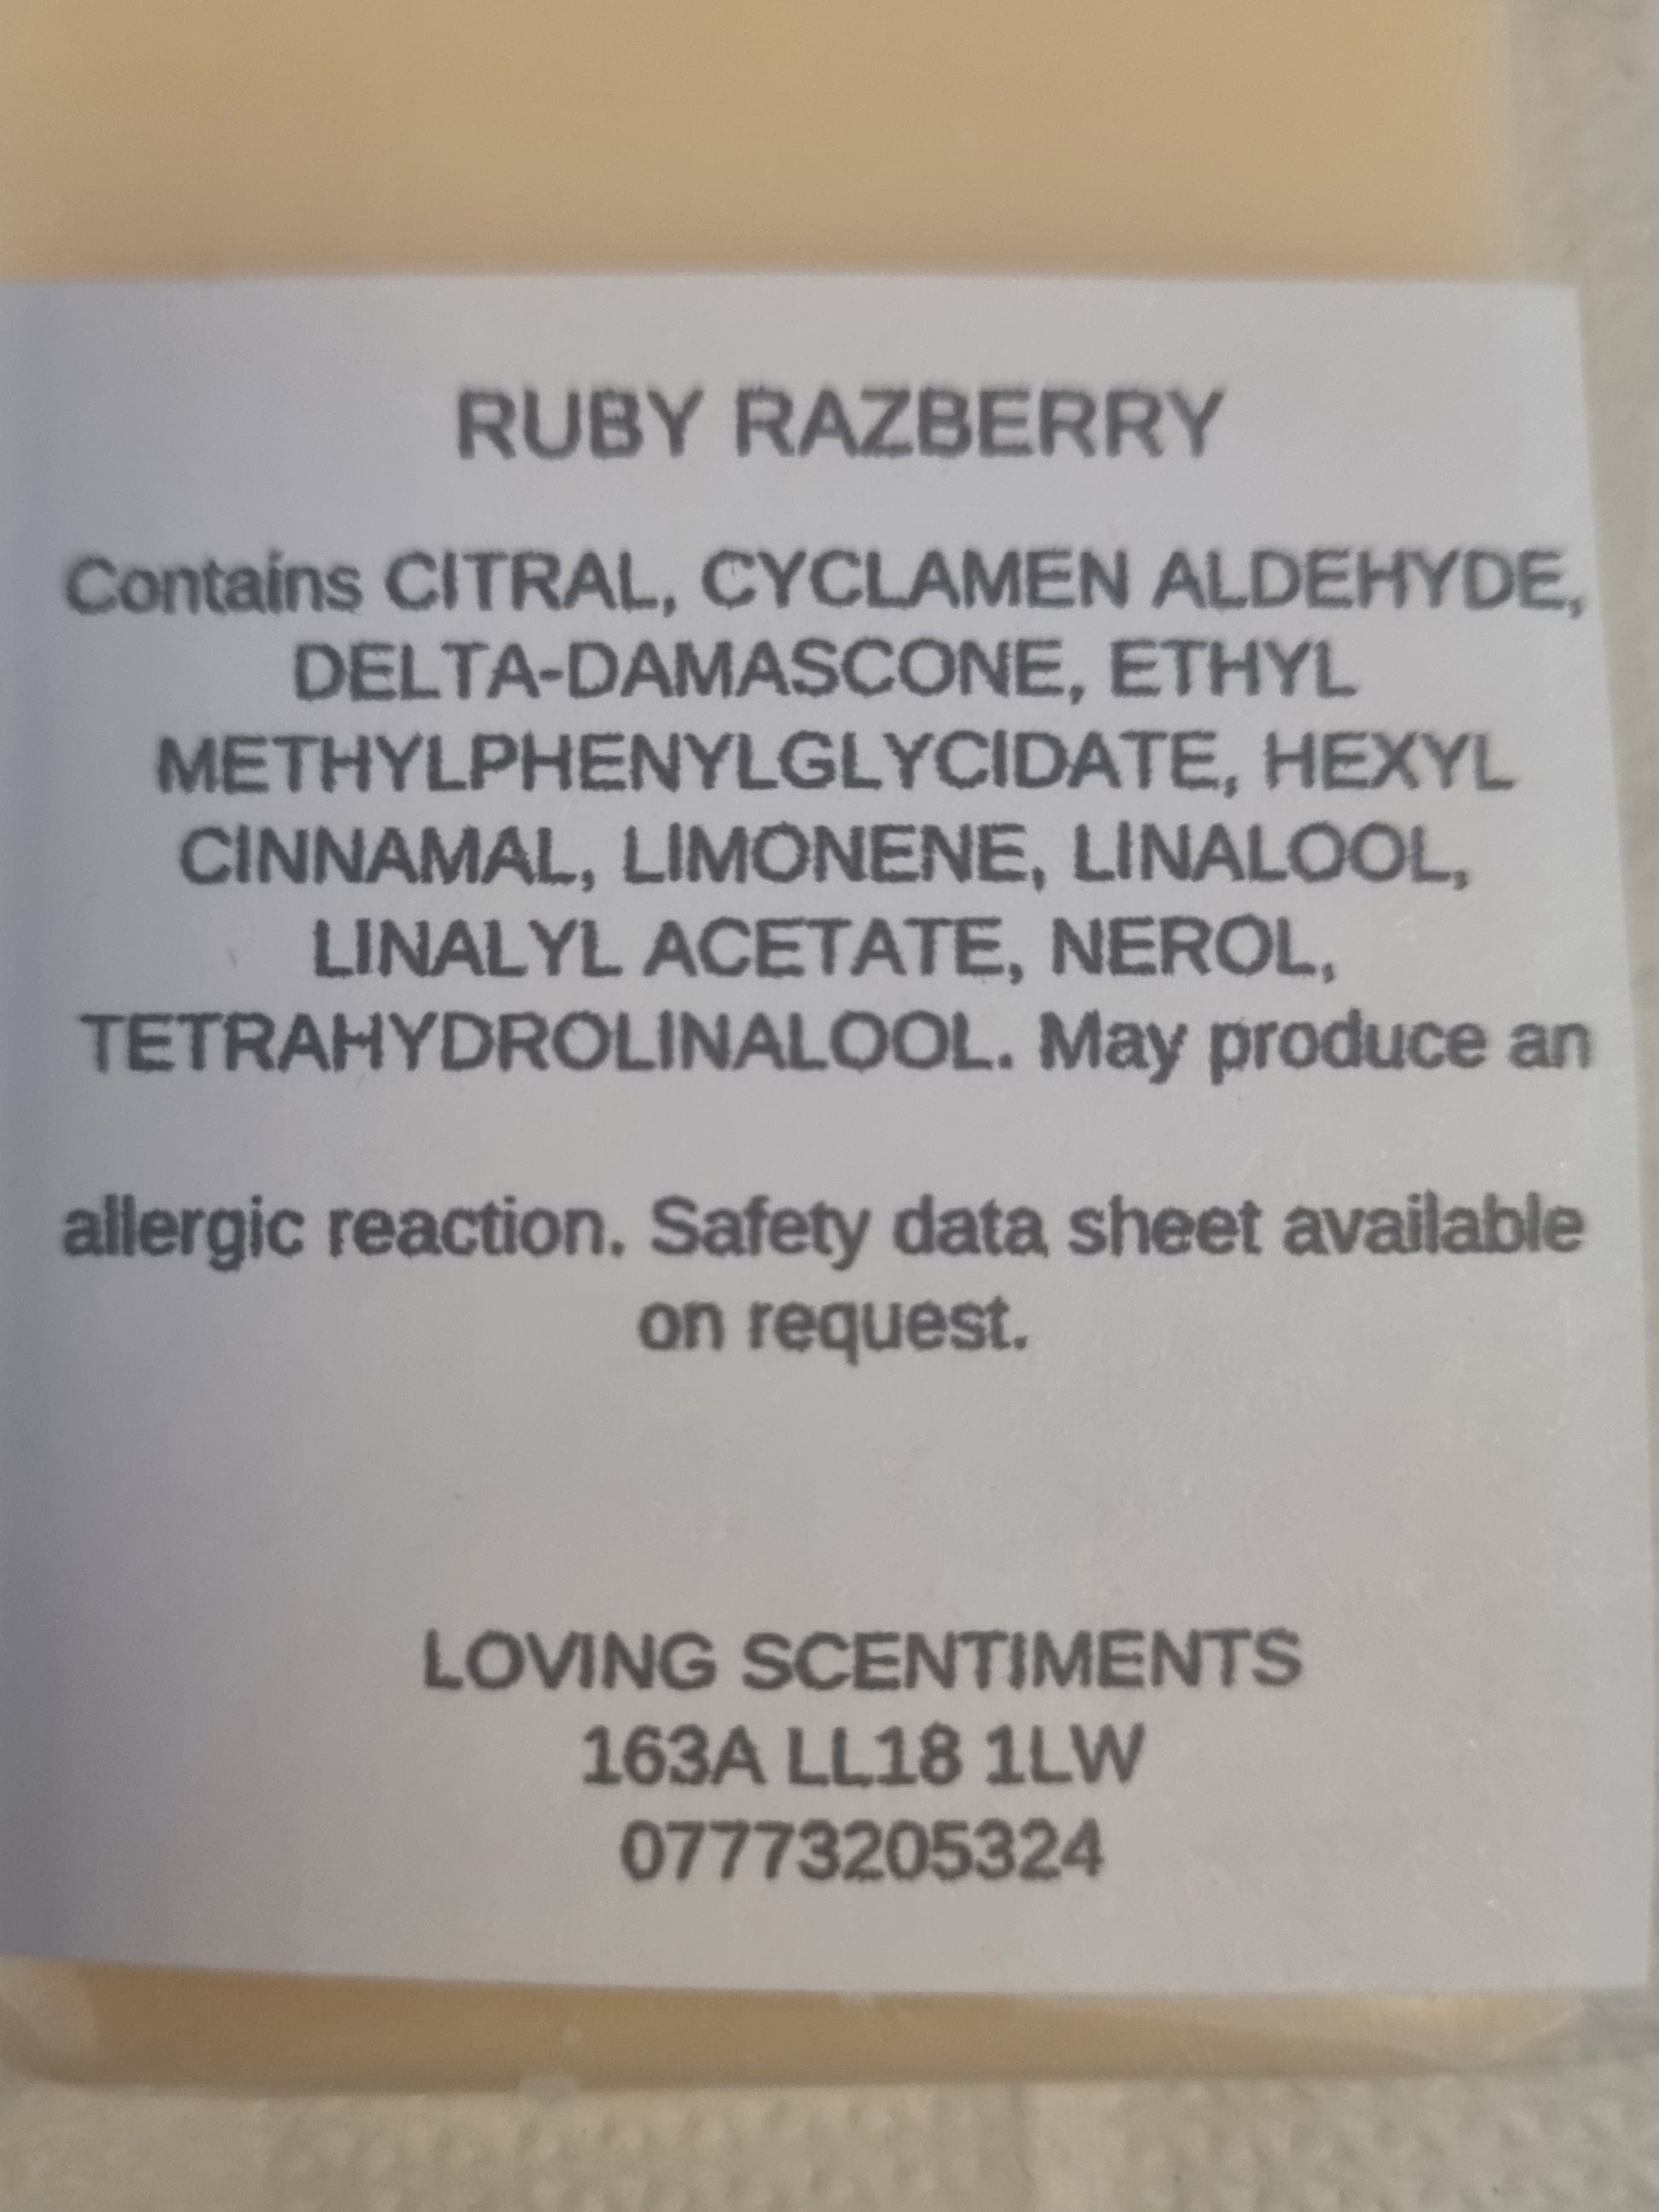 RUBY RAZBERRY
Contains CITRAL, CYCLAMEN ALDEHYDE,
DELTA-DAMASCONE, ETHYL
METHYLPHENYLGLYCIDATE, HEXYL
CINNAMAL, LIMONENE, LINALOOL,
LINALYL ACETATE, NEROL,
TETRAHYDROLINALOOL. May produce an
allergic reaction. Safety data sheet available
on request.
LOVING SCENTIMENTS
163A LL18 1LW
07773205324